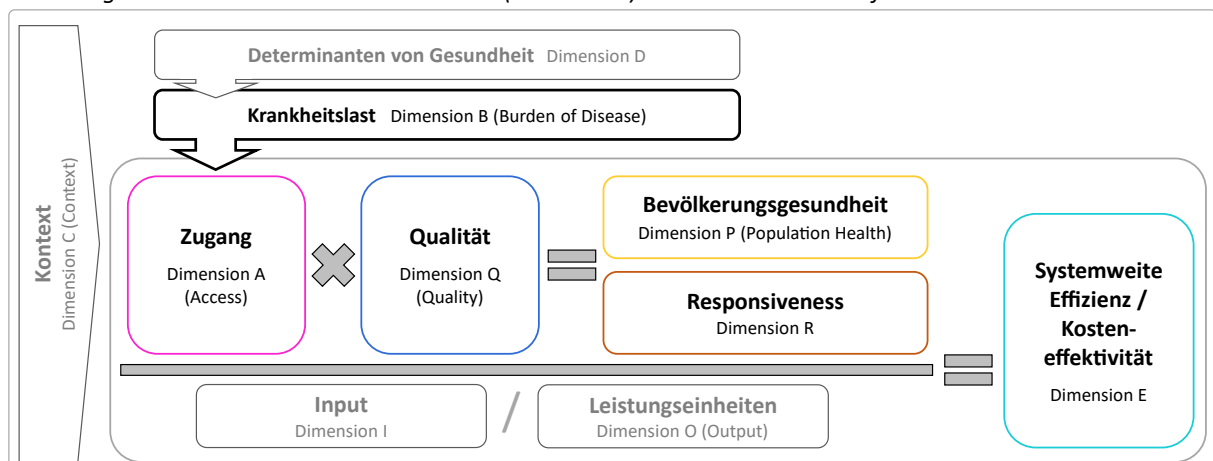 Determinanten von Gesundheit Dimension D
Krankheitslast Dimension B (Burden of Disease)
Kontext
Dimension C (Context)
Zugang
Dimension A
(Access)
Qualität
Dimension Q
(Quality)
Bevölkerungsgesundheit
Dimension P (Population Health)
Responsiveness
Dimension R
Systemweite
Effizienz /
Kosten-
effektivität
Dimension E
Input
Dimension I
/
Leistungseinheiten
Dimension O (Output)